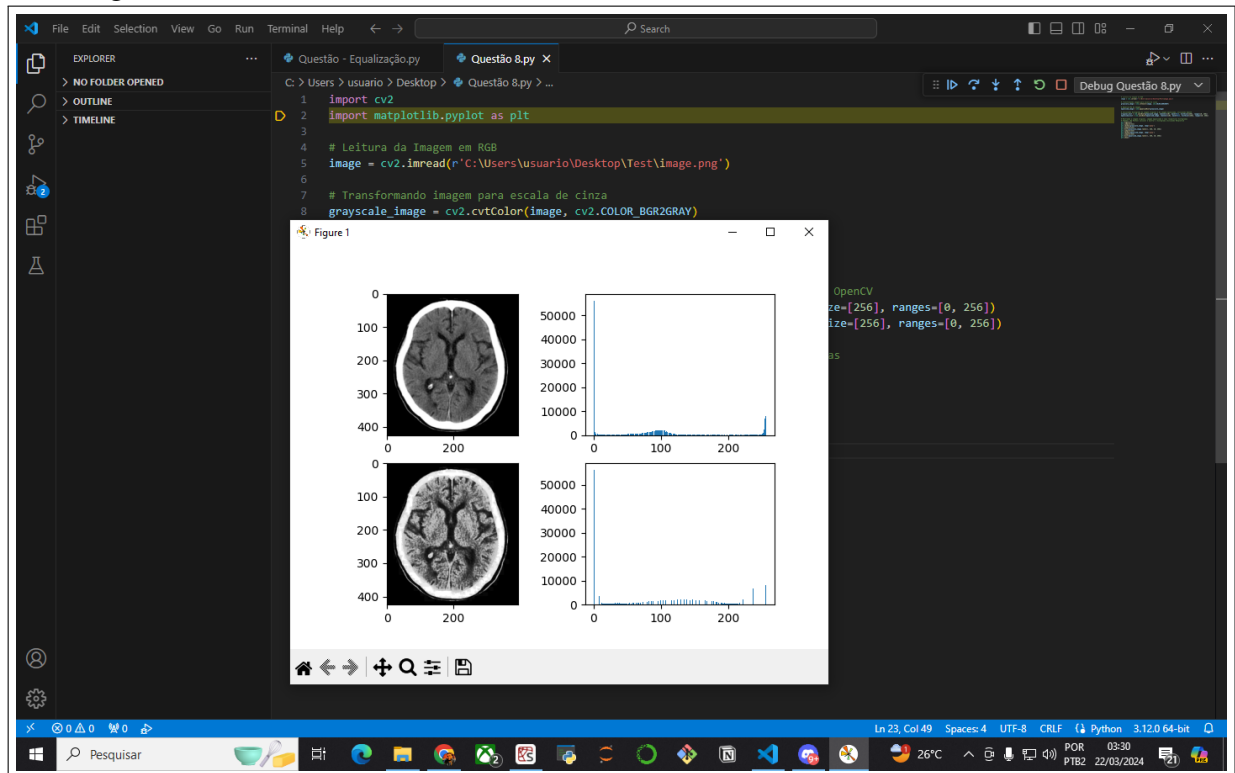 File Edit Selection View Go Run Terminal Help
Search
EXPLORER
NO FOLDER OPENED
OUTLINE
TIMELINE
Questão - Equalização.py
Questão 8.py
C: > Users > usuario > Desktop > Questão 8.py > ...
Debug Questão 8.py
1 import cv2
2 import matplotlib.pyplot as plt
3
4 # Leitura da Imagem em RGB
5 image = cv2.imread(r'C:\Users\usuario\Desktop\Test\image.png')
6
7 # Transformando imagem para escala de cinza
8 grayscale_image = cv2.cvtColor(image, cv2.COLOR_BGR2GRAY)
OpenCV
ze=[256], ranges=[0, 256])
ize=[256], ranges=[0, 256])
as
Figure 1
0
100
200
300
400
0 200
50000
40000
30000
20000
10000
0
0 100 200
0
100
200
300
400
0 200
50000
40000
30000
20000
10000
0
0 100 200
2
0 0 0
Ln 23, Col 49 Spaces: 4 UTF-8 CRLF Python 3.12.0 64-bit
Pesquisar
26°C
POR
PTB2
03:30
22/03/2024